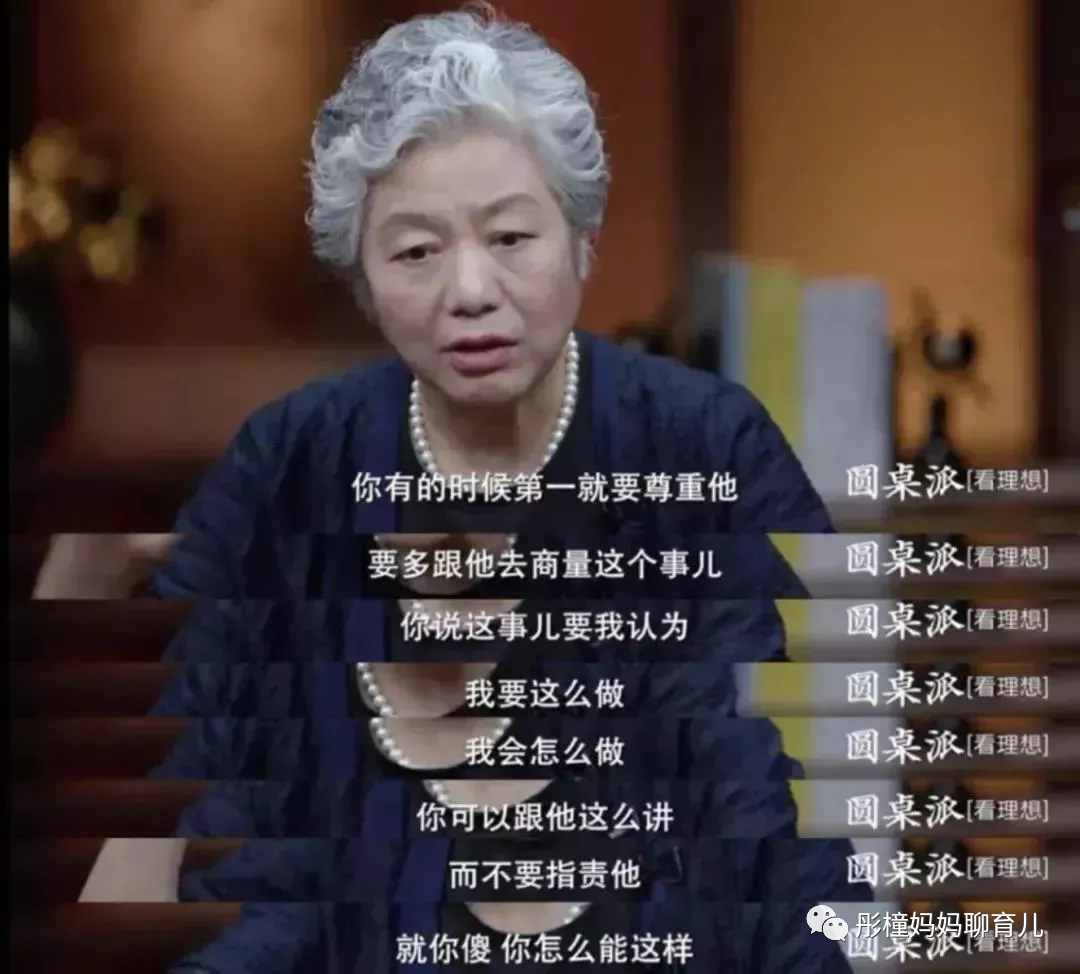 你有的时候第一就要尊重他 圆桌派[看理想]
要多跟他去商量这个事儿 圆桌派[看理想]
你说这事儿要我认为 圆桌派[看理想]
我要这么做 圆桌派[看理想]
我会怎么做 圆桌派[看理想]
你可以跟他这么讲 圆桌派[看理想]
而不要指责他 圆桌派[看理想]
彤橦妈妈聊育儿
就你傻 你怎么能这样 圆桌派[看理想]